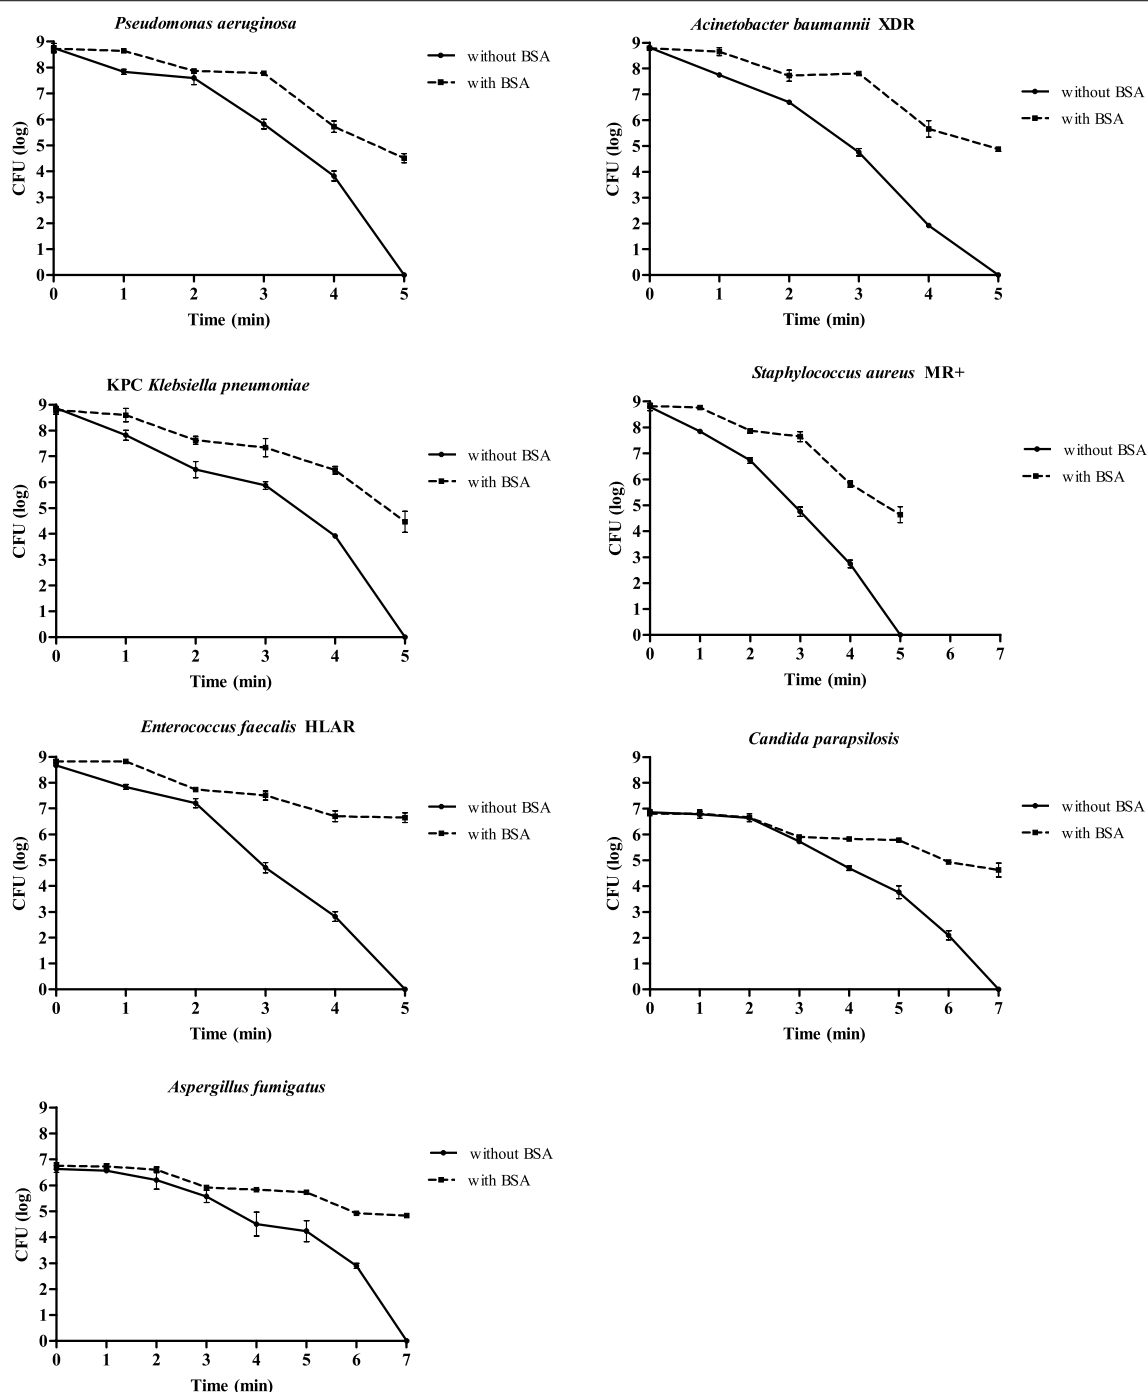 Pseudomonas aeruginosa
9
8
7
6
5
4
3
2
1
0
CFU (log)
0 1 2 3 4 5
Time (min)
without BSA
with BSA
Acinetobacter baumannii XDR
9
8
7
6
5
4
3
2
1
0
CFU (log)
0 1 2 3 4 5
Time (min)
without BSA
with BSA
KPC Klebsiella pneumoniae
9
8
7
6
5
4
3
2
1
0
CFU (log)
0 1 2 3 4 5
Time (min)
without BSA
with BSA
Staphylococcus aureus MR+
9
8
7
6
5
4
3
2
1
0
CFU (log)
0 1 2 3 4 5 6 7
Time (min)
without BSA
with BSA
Enterococcus faecalis HLAR
9
8
7
6
5
4
3
2
1
0
CFU (log)
0 1 2 3 4 5
Time (min)
without BSA
with BSA
Candida parapsilosis
9
8
7
6
5
4
3
2
1
0
CFU (log)
0 1 2 3 4 5 6 7
Time (min)
without BSA
with BSA
Aspergillus fumigatus
9
8
7
6
5
4
3
2
1
0
CFU (log)
0 1 2 3 4 5 6 7
Time (min)
without BSA
with BSA